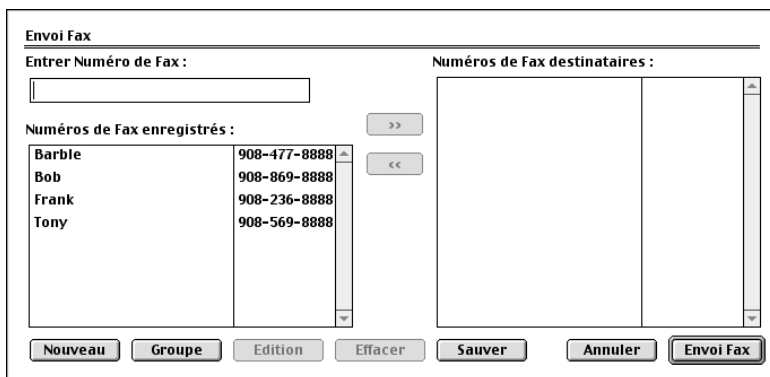 Envoi Fax
Entrer Numéro de Fax :
Numéros de Fax destinataires :
>>
Numéros de Fax enregistrés :
<<
Barble 908-477-8888
Bob 908-869-8888
Frank 908-236-8888
Tony 908-569-8888
Nouveau Groupe Edition Effacer Sauver Annuler Envoi Fax